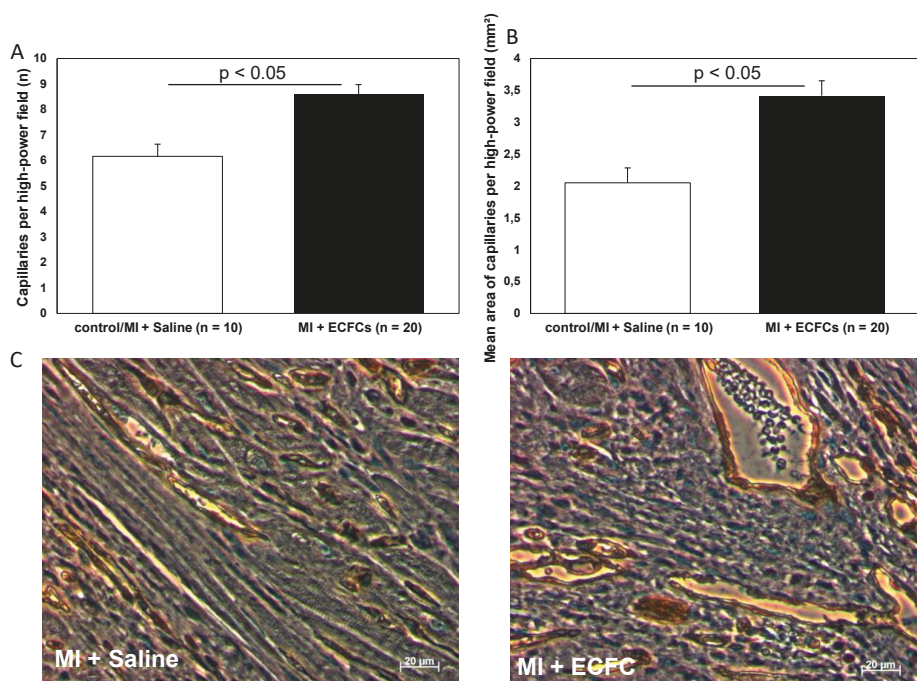 A
Capillaries per high-power field (n)
10
9
8
7
6
5
4
3
2
1
0
p < 0.05
control/MI + Saline (n = 10)
MI + ECFCs (n = 20)
B
Mean area of capillaries per high-power field (mm²)
4
3,5
3
2,5
2
1,5
1
0,5
0
p < 0.05
control/MI + Saline (n = 10)
MI + ECFCs (n = 20)
C
MI + Saline
20 µm
MI + ECFC
20 µm